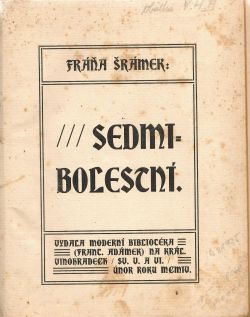 FRÁŇA ŠRÁMEK:
/// SEDMI-
BOLESTNÍ.
VYDALA MODERNÍ BIBLIOTÉKA
(FRANT. ADÁMEK) NA KRÁL.
VINOHRADECH / SV. V. A VI. /
ÚNOR ROKU MCMIV.